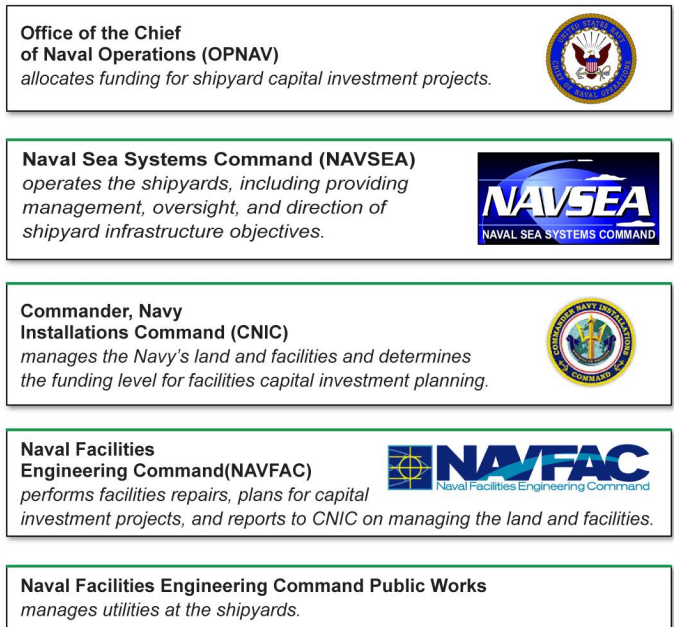 Office of the Chief
of Naval Operations (OPNAV)
allocates funding for shipyard capital investment projects.
UNITED STATES NAVY
CHIEF OF NAVAL OPERATIONS
Naval Sea Systems Command (NAVSEA)
operates the shipyards, including providing
management, oversight, and direction of
shipyard infrastructure objectives.
NAVSEA
NAVAL SEA SYSTEMS COMMAND
Commander, Navy
Installations Command (CNIC)
manages the Navy's land and facilities and determines
the funding level for facilities capital investment planning.
COMMANDER NAVY INSTALLATIONS
COMMAND
Naval Facilities
Engineering Command(NAVFAC)
performs facilities repairs, plans for capital
investment projects, and reports to CNIC on managing the land and facilities.
NAVFAC
Naval Facilities Engineering Command
Naval Facilities Engineering Command Public Works
manages utilities at the shipyards.